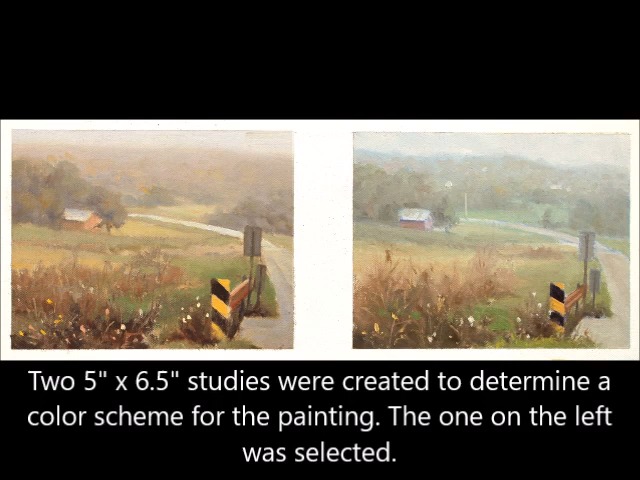 Two 5" x 6.5" studies were created to determine a
color scheme for the painting. The one on the left
was selected.